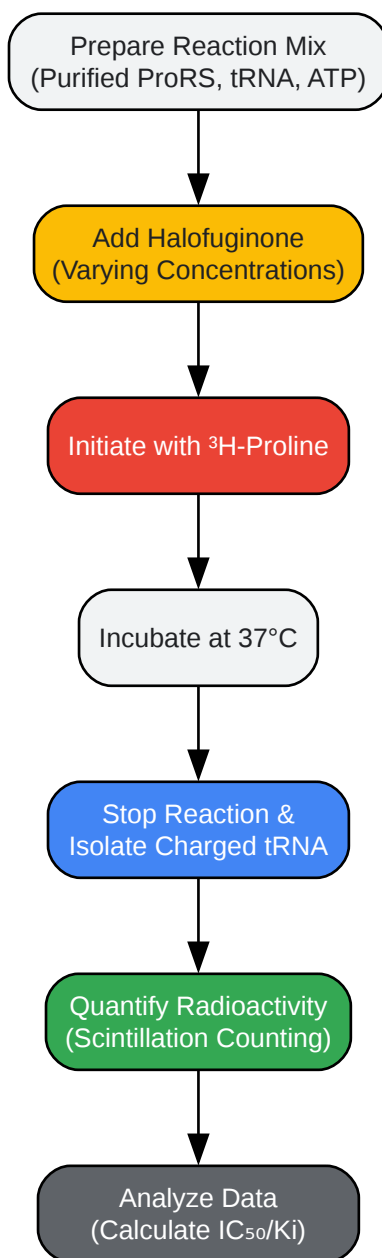 Prepare Reaction Mix
(Purified ProRS, tRNA, ATP)
Add Halofuginone
(Varying Concentrations)
Initiate with ³H-Proline
Incubate at 37°C
Stop Reaction &
Isolate Charged tRNA
Quantify Radioactivity
(Scintillation Counting)
Analyze Data
(Calculate IC₅₀/Ki)